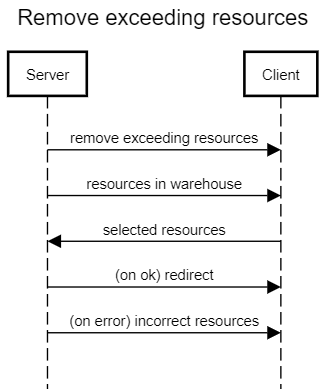 Remove exceeding resources
Server
Client
remove exceeding resources
resources in warehouse
selected resources
(on ok) redirect
(on error) incorrect resources